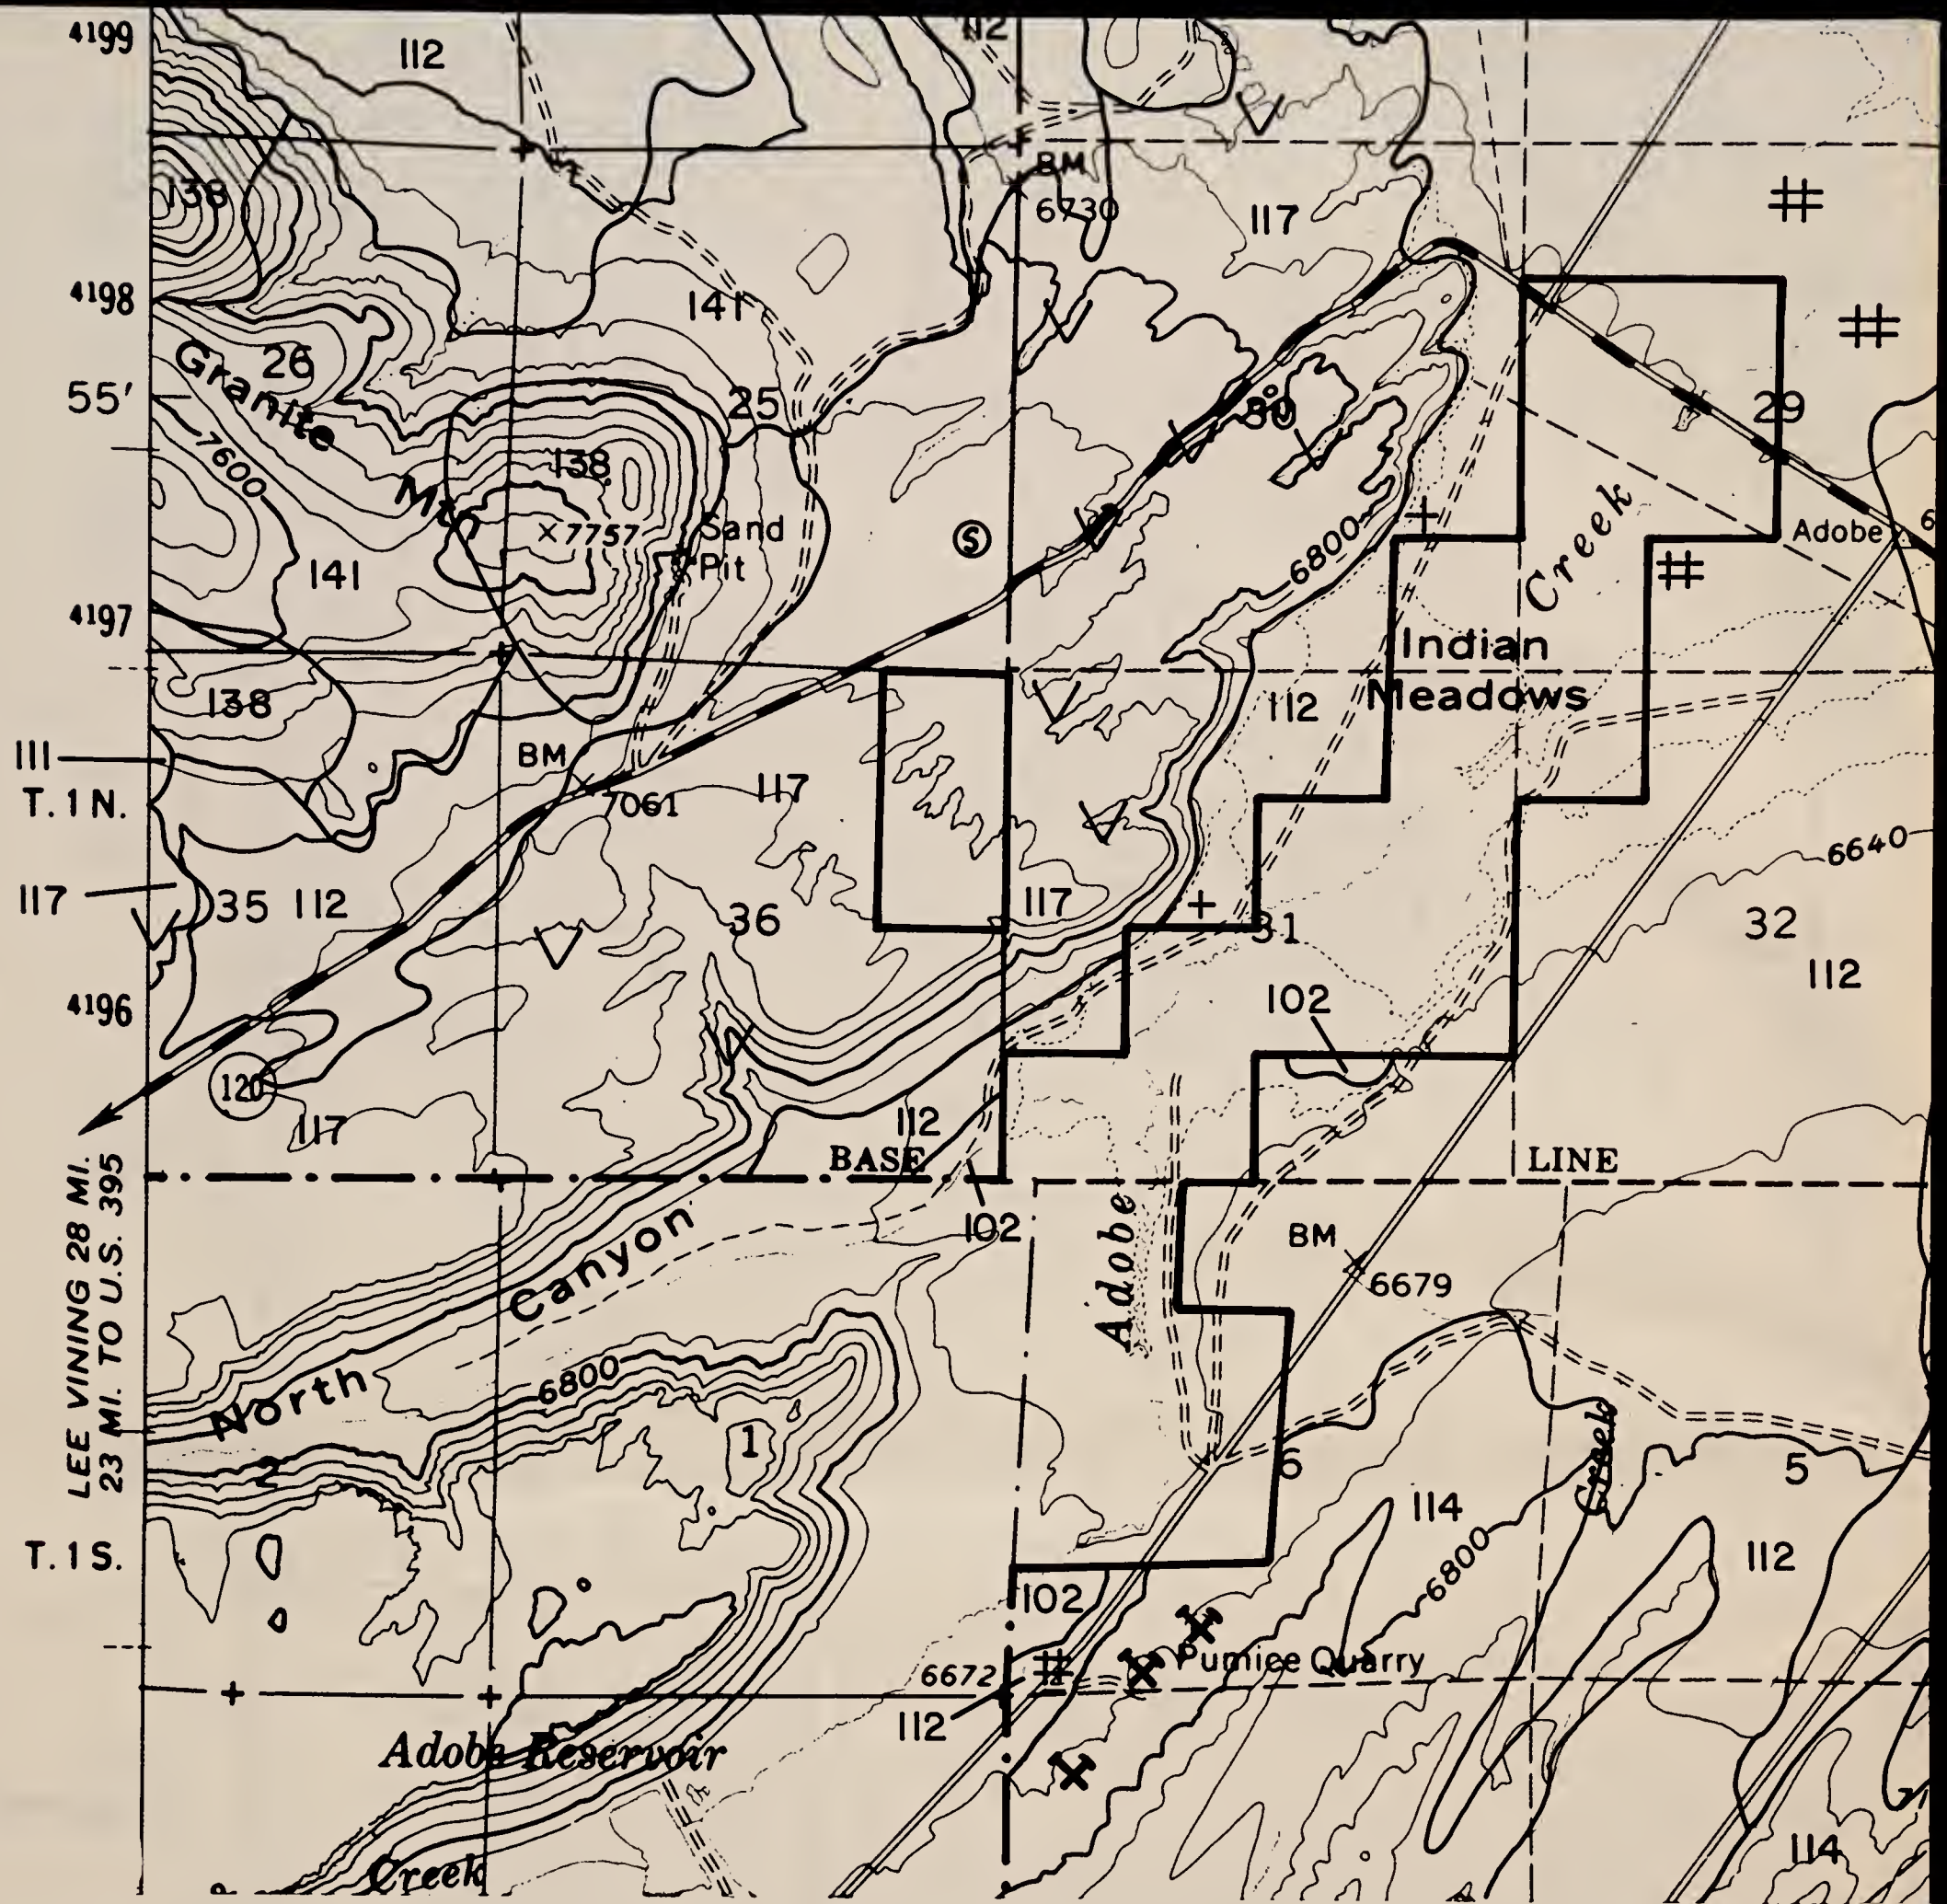 4199
112
112
138
BM
6730
117
4198
141
Granite
26
55'
25
29
7600
138
Mtn
×7757
Sand
Pit
S
6800
Creek
Adobe
141
4197
Indian
Meadows
138
112
111
BM
7061
117
T. 1 N.
6640
117
35
112
36
117
31
32
112
102
4196
120
117
112
BASE
LINE
LEE VINING 28 MI.
23 MI. TO U.S. 395
102
Canyon
Adobe
BM
6679
North
6800
2
1
6
Creek
5
114
T. 1 S.
6800
112
102
Pumice Quarry
6672
112
Adobe Reservoir
Creek
114